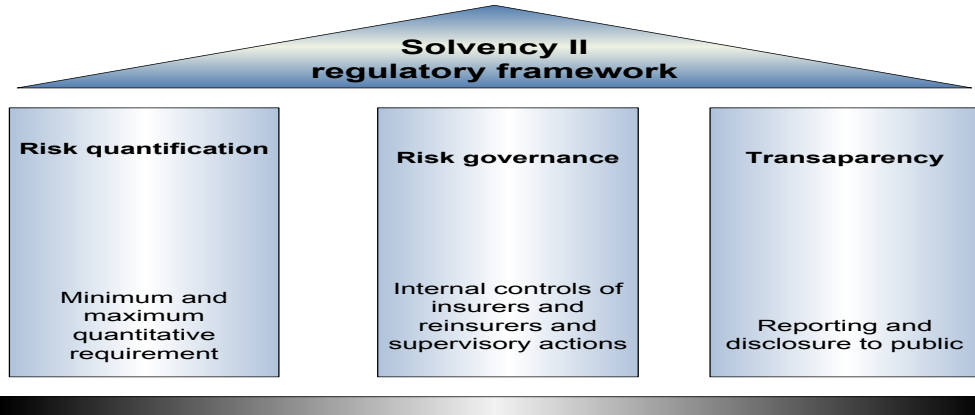 Solvency II
regulatory framework
Risk quantification
Minimum and
maximum
quantitative
requirement
Risk governance
Internal controls of
insurers and
reinsurers and
supervisory actions
Transaparency
Reporting and
disclosure to public